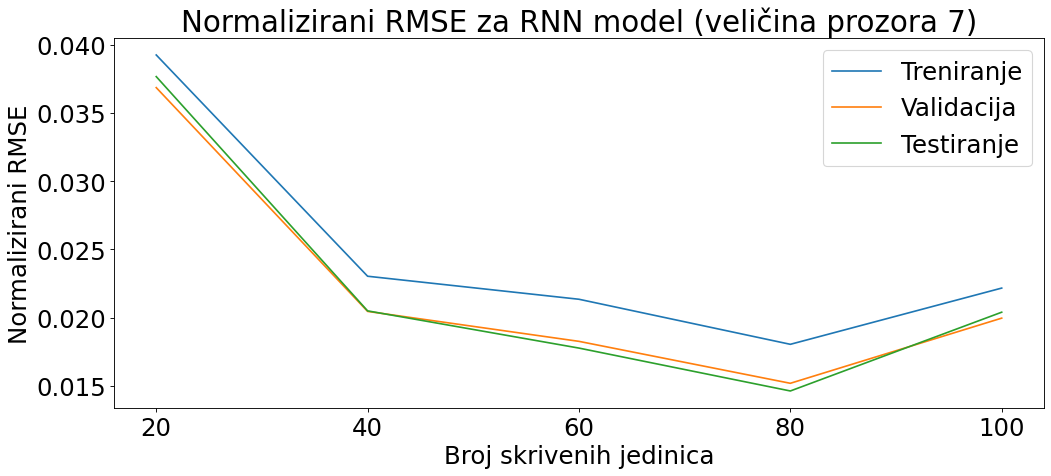 Normalizirani RMSE za RNN model (veličina prozora 7)
Normalizirani RMSE
0.040
0.035
0.030
0.025
0.020
0.015
Treniranje
Validacija
Testiranje
20 40 60 80 100
Broj skrivenih jedinica